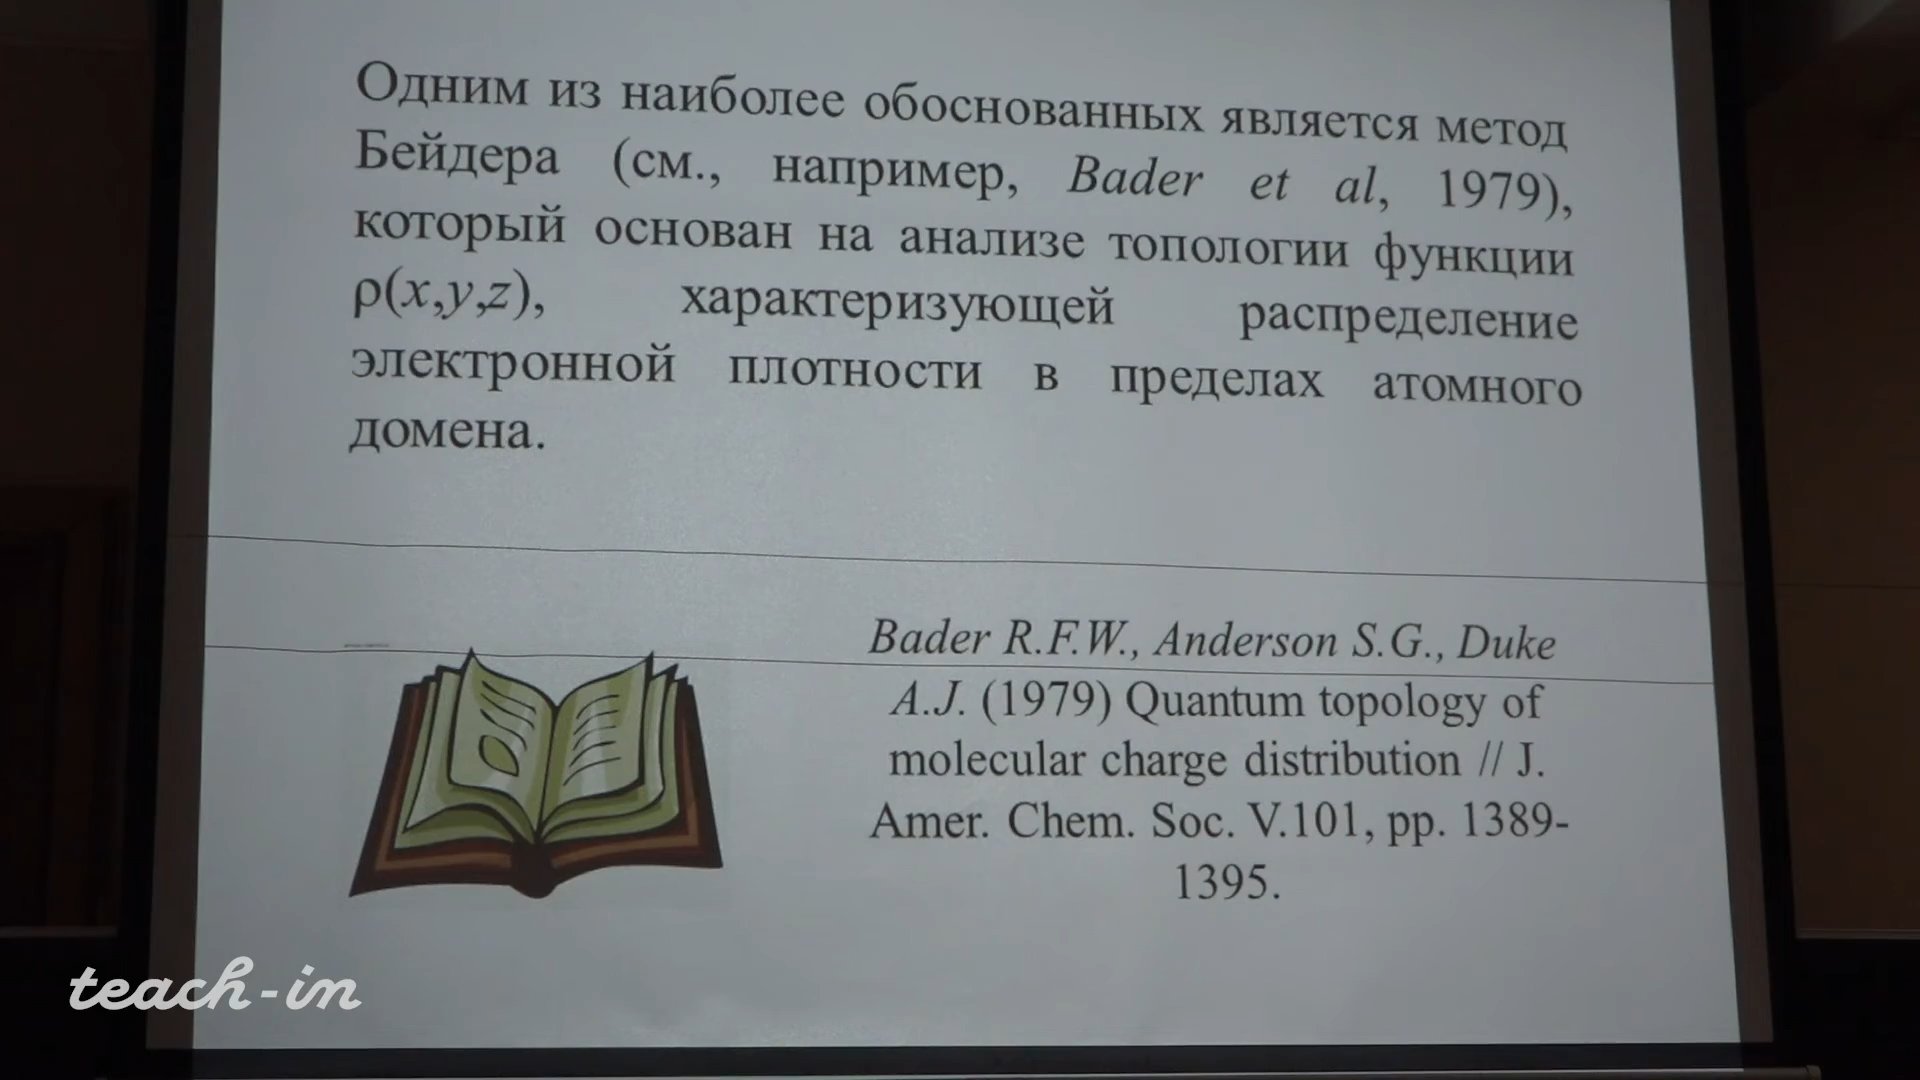 Одним из наиболее обоснованных является метод
Бейдера (см., например, Bader et al, 1979),
который основан на анализе топологии функции
ρ(x,y,z), характеризующей распределение
электронной плотности в пределах атомного
домена.
Bader R.F.W., Anderson S.G., Duke
A.J. (1979) Quantum topology of
molecular charge distribution // J.
Amer. Chem. Soc. V.101, pp. 1389-
1395.
teach-in